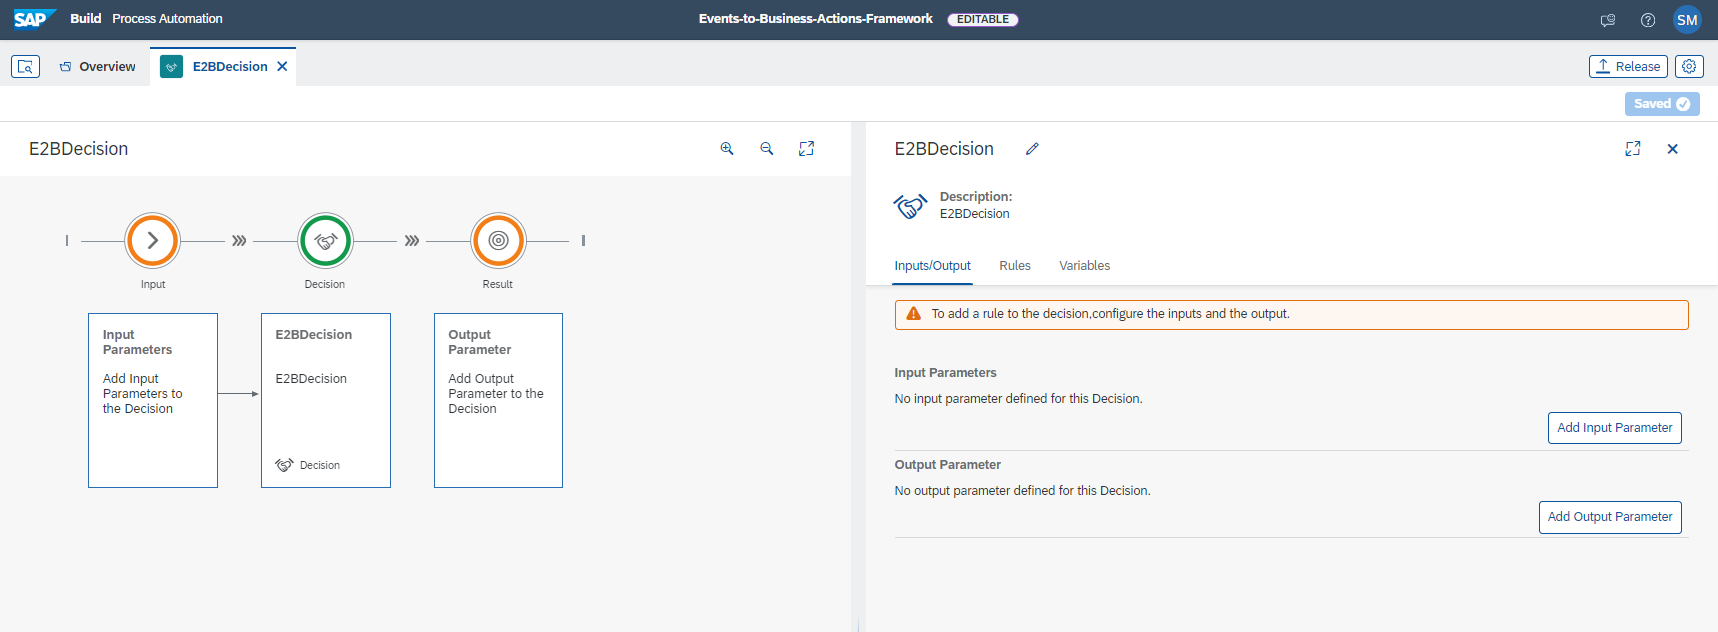 SAP Build Process Automation
Events-to-Business-Actions-Framework EDITABLE
SM
Overview
E2BDecision
Release
Saved
E2BDecision
Input
Decision
Result
Input
Parameters
Add Input
Parameters to
the Decision
E2BDecision
E2BDecision
Decision
Output
Parameter
Add Output
Parameter to the
Decision
E2BDecision
Description:
E2BDecision
Inputs/Output Rules Variables
To add a rule to the decision,configure the inputs and the output.
Input Parameters
No input parameter defined for this Decision.
Add Input Parameter
Output Parameter
No output parameter defined for this Decision.
Add Output Parameter